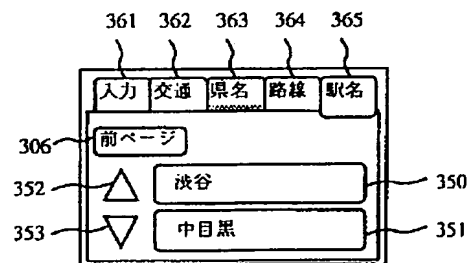 361 362 363 364 365
入力 交通 県名 路線 駅名
306 前ページ
352 渋谷 350
353 中目黒 351